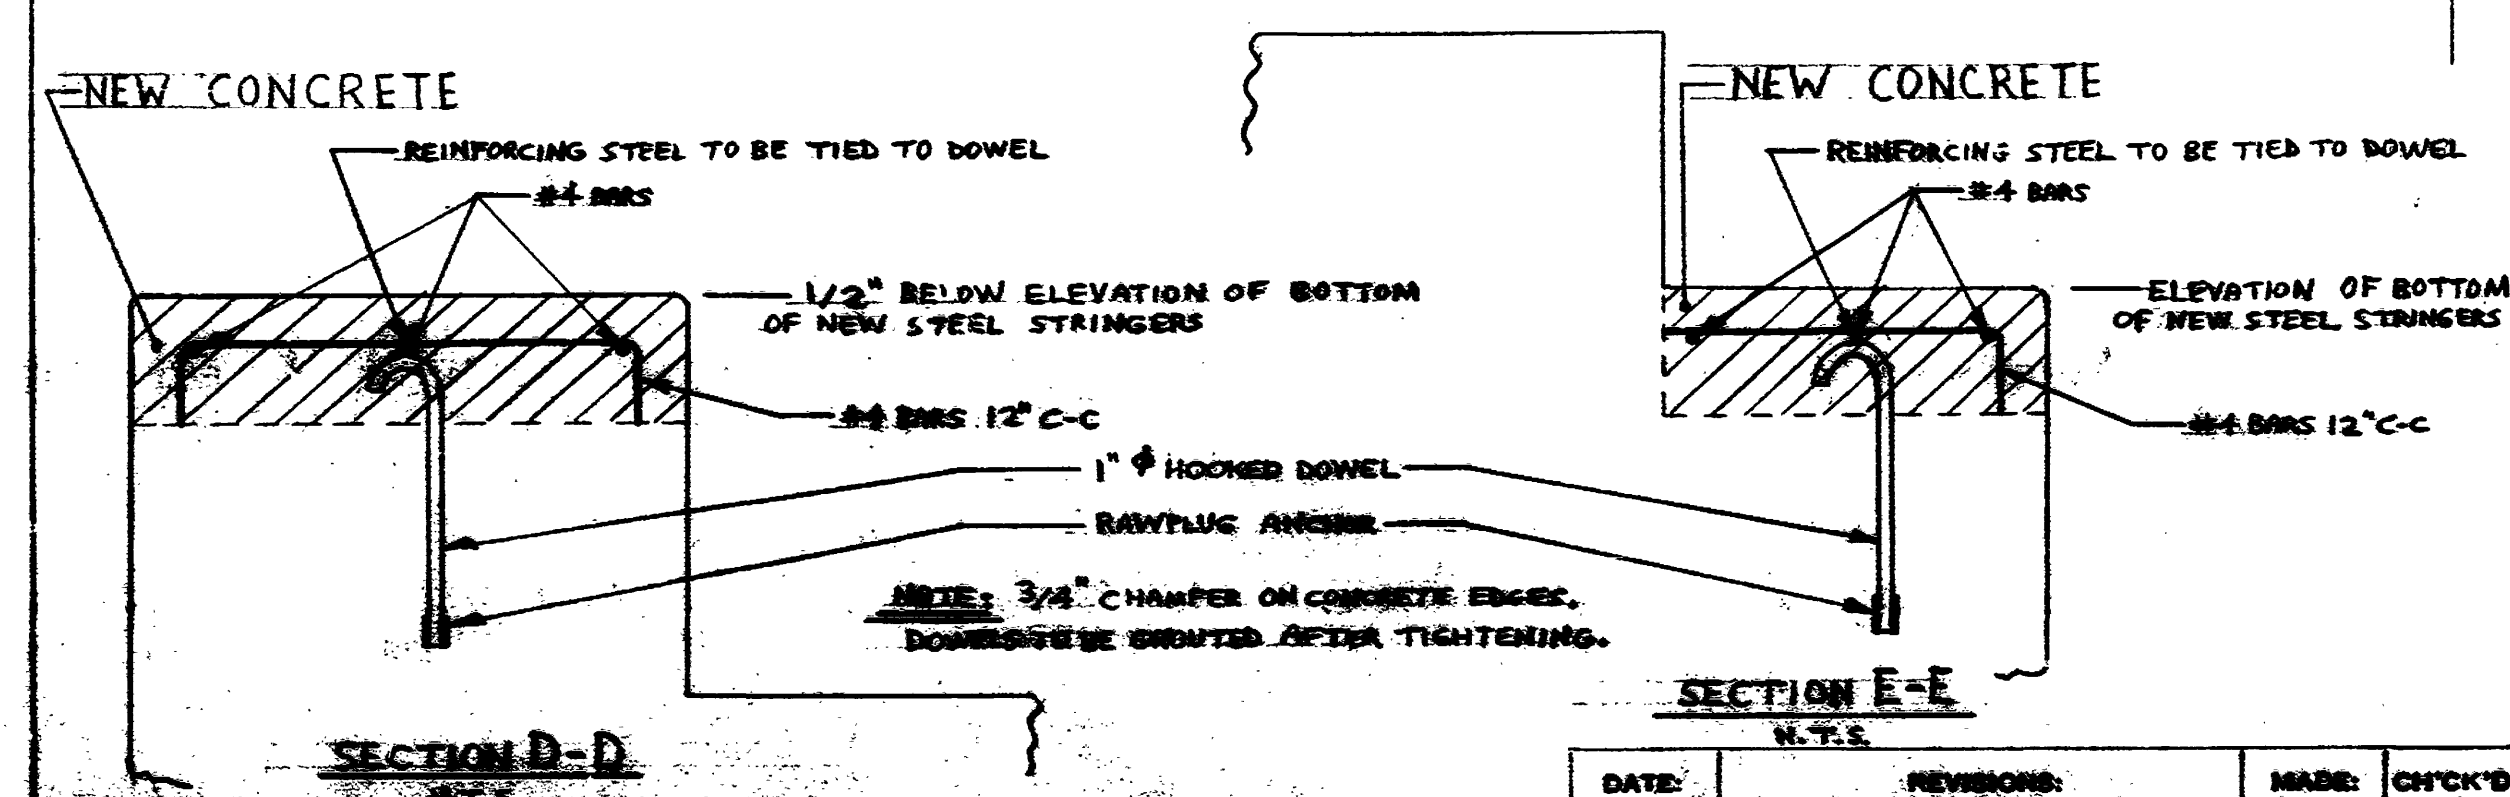 NEW CONCRETE
REINFORCING STEEL TO BE TIED TO DOWEL
#4 BARS
1/2" BELOW ELEVATION OF BOTTOM
OF NEW STEEL STRINGERS
#4 BARS 12" C-C
NEW CONCRETE
REINFORCING STEEL TO BE TIED TO DOWEL
#4 BARS
ELEVATION OF BOTTOM
OF NEW STEEL STRINGERS
#4 BARS 12" C-C
1" ϕ HOOKED DOWEL
RAWPLUG ANCHOR
NOTE: 3/4" CHAMFER ON CONCRETE EDGES.
DOWELS TO BE GROUTED AFTER TIGHTENING.
SECTION D-D
SECTION E-E
N.T.S.
DATE: REVISIONS: MADE: CH'CK'D